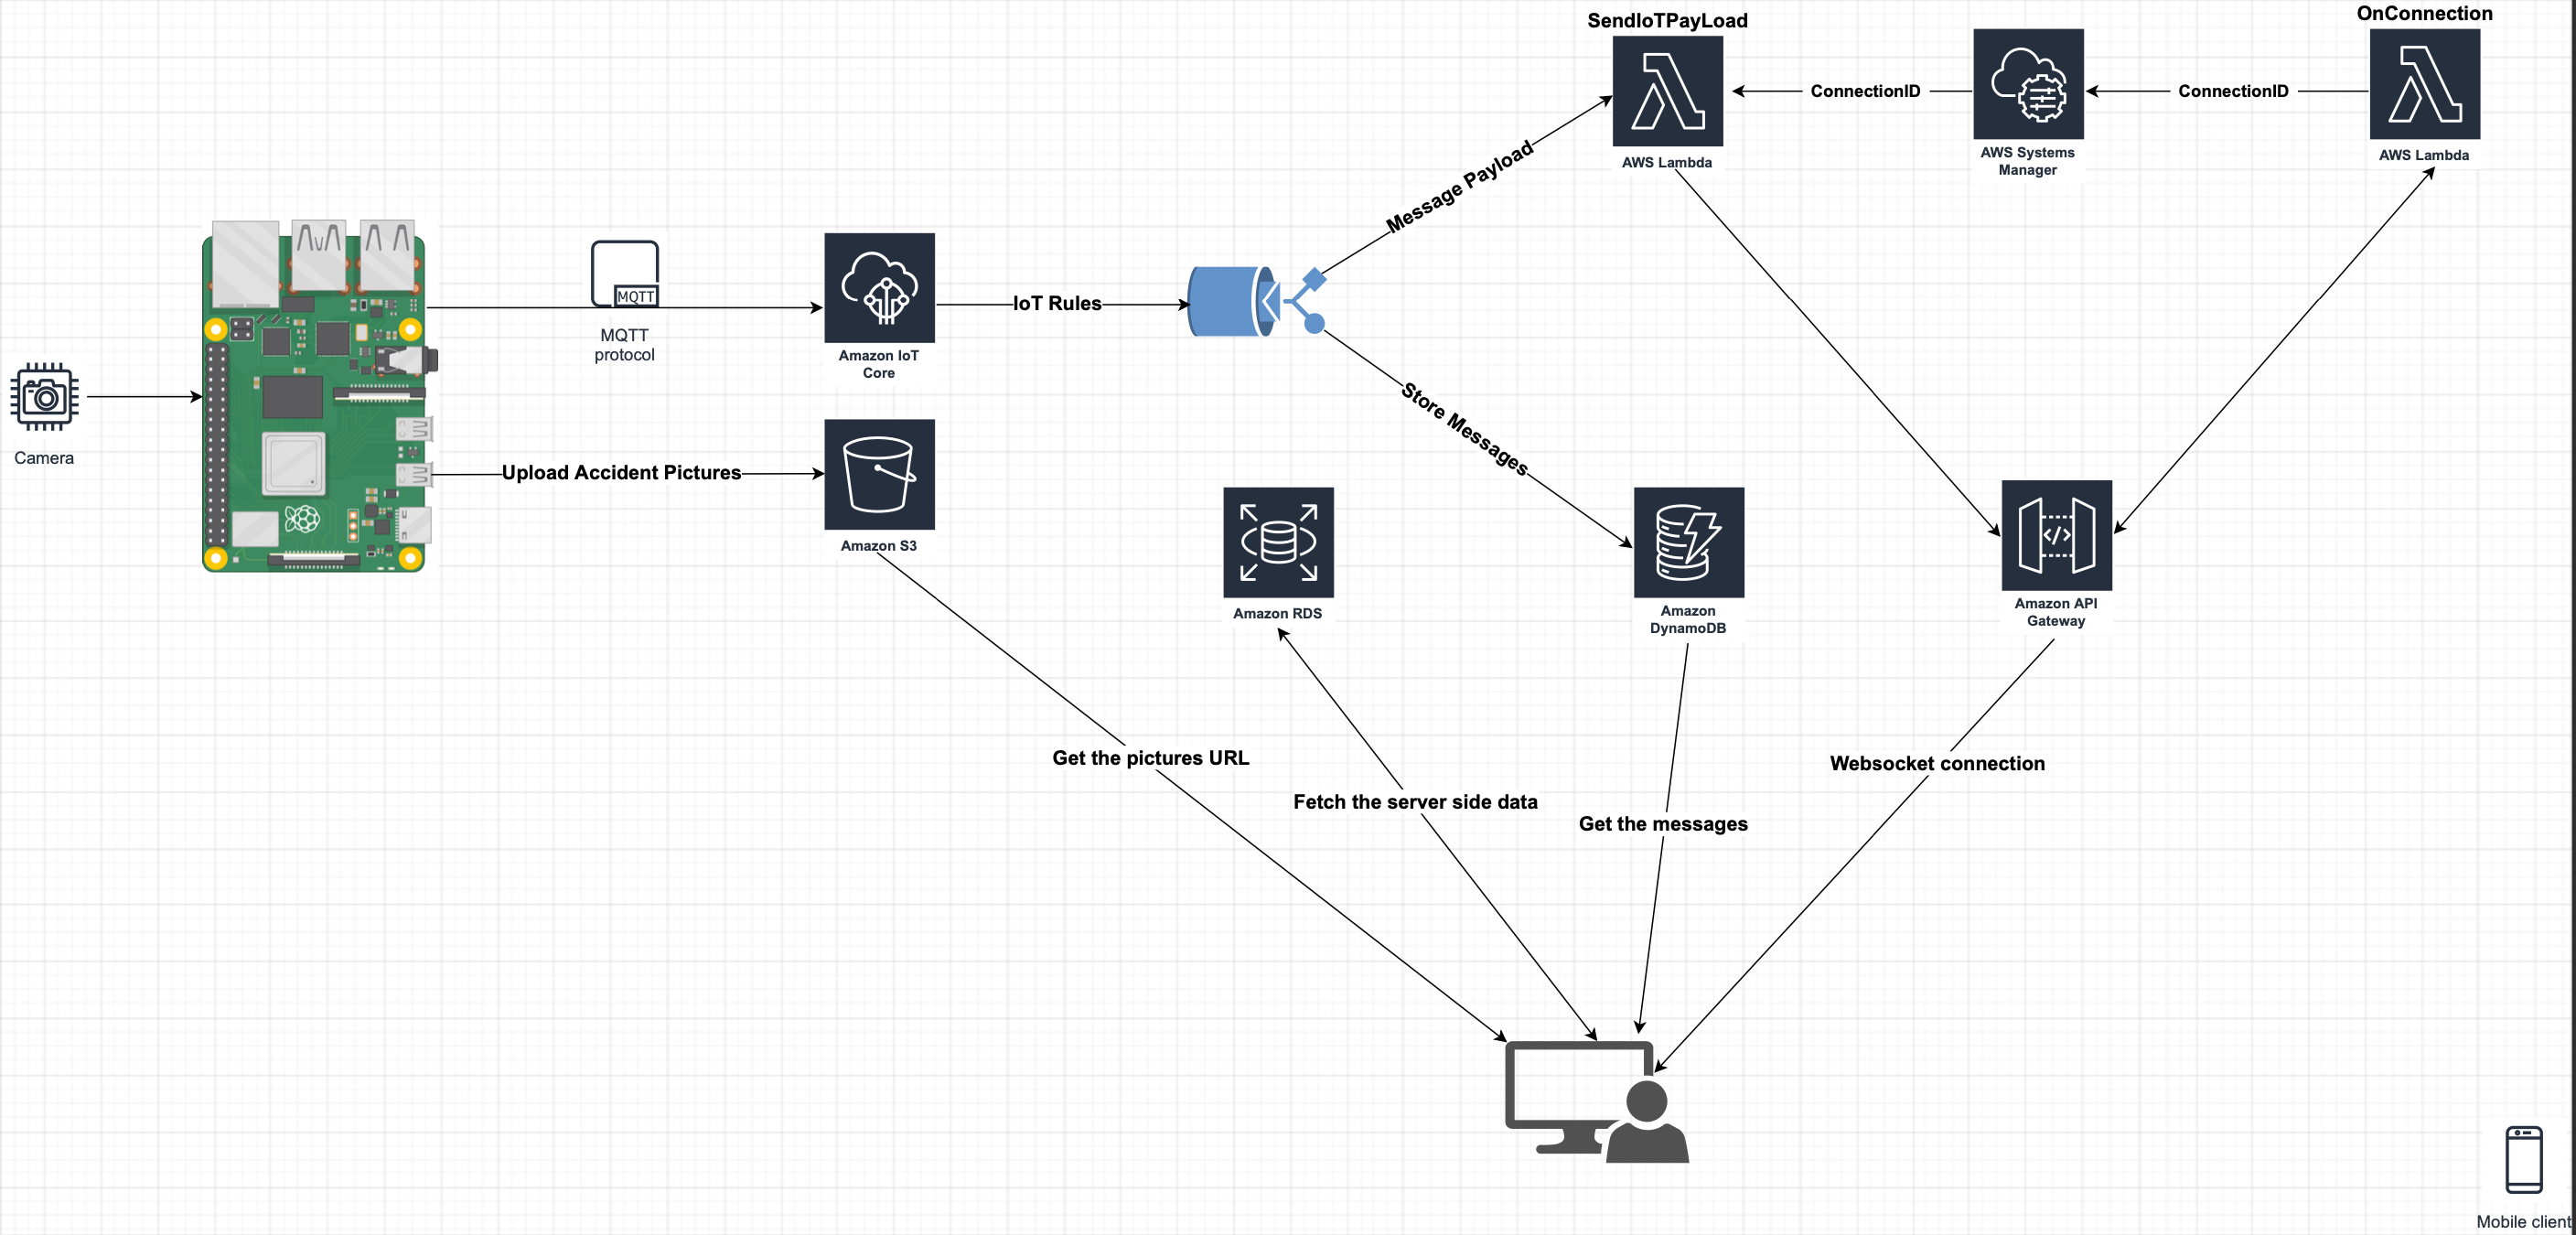 SendIoTPayLoad
OnConnection
ConnectionID
ConnectionID
AWS Lambda
AWS Systems
Manager
AWS Lambda
Message Payload
MQTT
MQTT
protocol
IoT Rules
Amazon IoT
Core
Camera
Upload Accident Pictures
Store Messages
Amazon S3
Amazon RDS
Amazon
DynamoDB
Amazon API
Gateway
Get the pictures URL
Websocket connection
Fetch the server side data
Get the messages
Mobile client